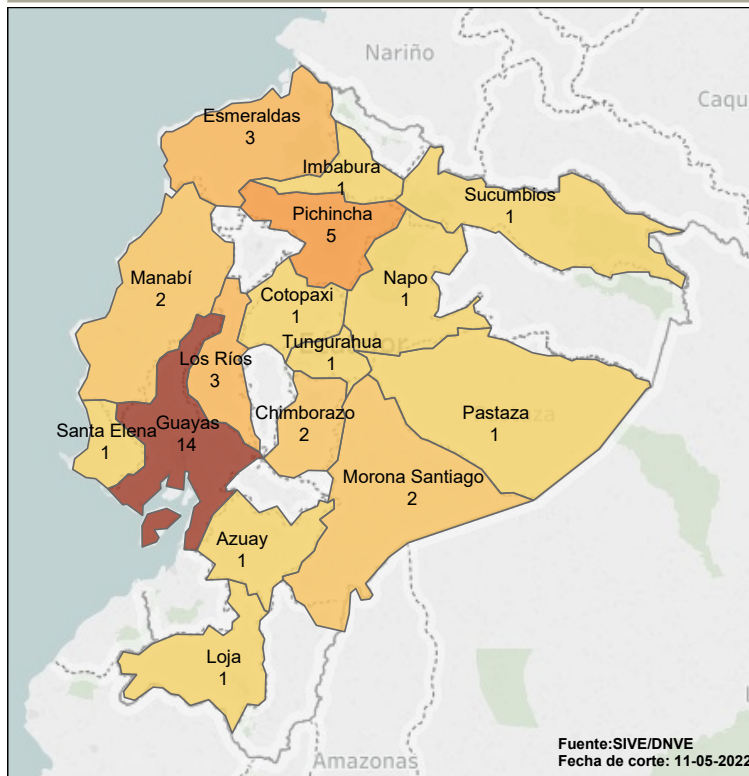 Nariño
Caqu
Esmeraldas
3
Imbabura
1
Sucumbios
1
Pichincha
5
Manabí
2
Napo
1
Cotopaxi
1
Ecuador
Tungurahua
1
Los Ríos
3
Chimborazo
2
Pastaza
1
Santa Elena
1
Guayas
14
Morona Santiago
2
Azuay
1
Loja
1
Amazonas
Fuente:SIVE/DNVE
Fecha de corte: 11-05-2022